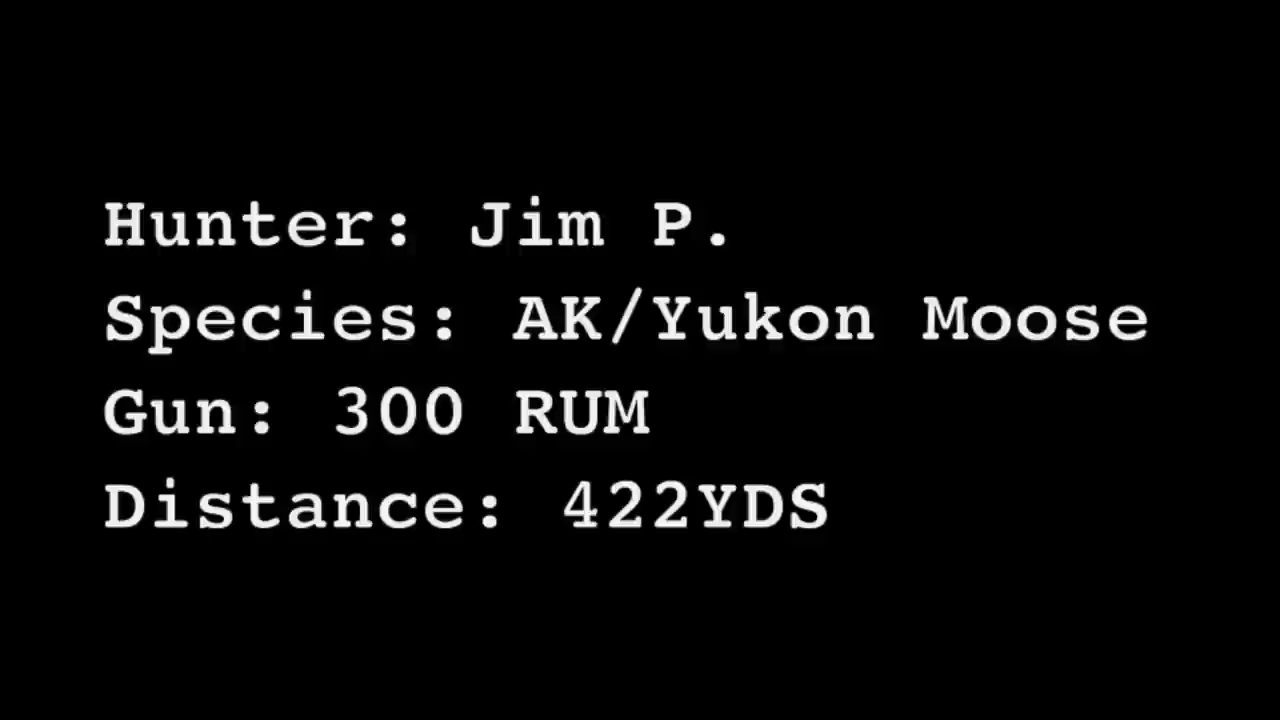 Hunter: Jim P.
Species: AK/Yukon Moose
Gun: 300 RUM
Distance: 422YDS